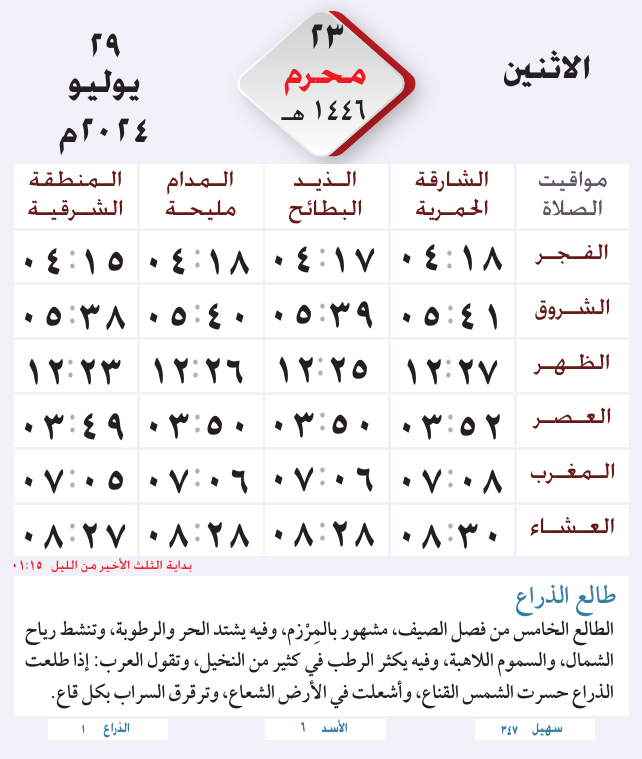 الاثنين
٢٣
محرم
١٤٤٦ هـ
٢٩
يوليو
٢٠٢٤م
مواقيت الصلاة | الشارقة الحمرية | الذيد البطائح | المدام مليحة | المنطقة الشرقية
الفجر ٠٤:١٨ ٠٤:١٧ ٠٤:١٨ ٠٤:١٥
الشروق ٠٥:٤١ ٠٥:٣٩ ٠٥:٤٠ ٠٥:٣٨
الظهر ١٢:٢٧ ١٢:٢٥ ١٢:٢٦ ١٢:٢٣
العصر ٠٣:٥٢ ٠٣:٥٠ ٠٣:٥٠ ٠٣:٤٩
المغرب ٠٧:٠٨ ٠٧:٠٦ ٠٧:٠٦ ٠٧:٠٥
العشاء ٠٨:٣٠ ٠٨:٢٨ ٠٨:٢٨ ٠٨:٢٧
بداية الثلث الأخير من الليل ٠١:١٥
طالع الذراع
الطالع الخامس من فصل الصيف، مشهور بالمِرْزم، وفيه يشتد الحر والرطوبة، وتنشط رياح
الشمال، والسموم اللاهبة، وفيه يكثر الرطب في كثير من النخيل، وتقول العرب: إذا طلعت
الذراع حسرت الشمس القناع، وأشعلت في الأرض الشعاع، وترقرق السراب بكل قاع.
سهيل ٣٤٧
الأسد ٦
الذراع ١